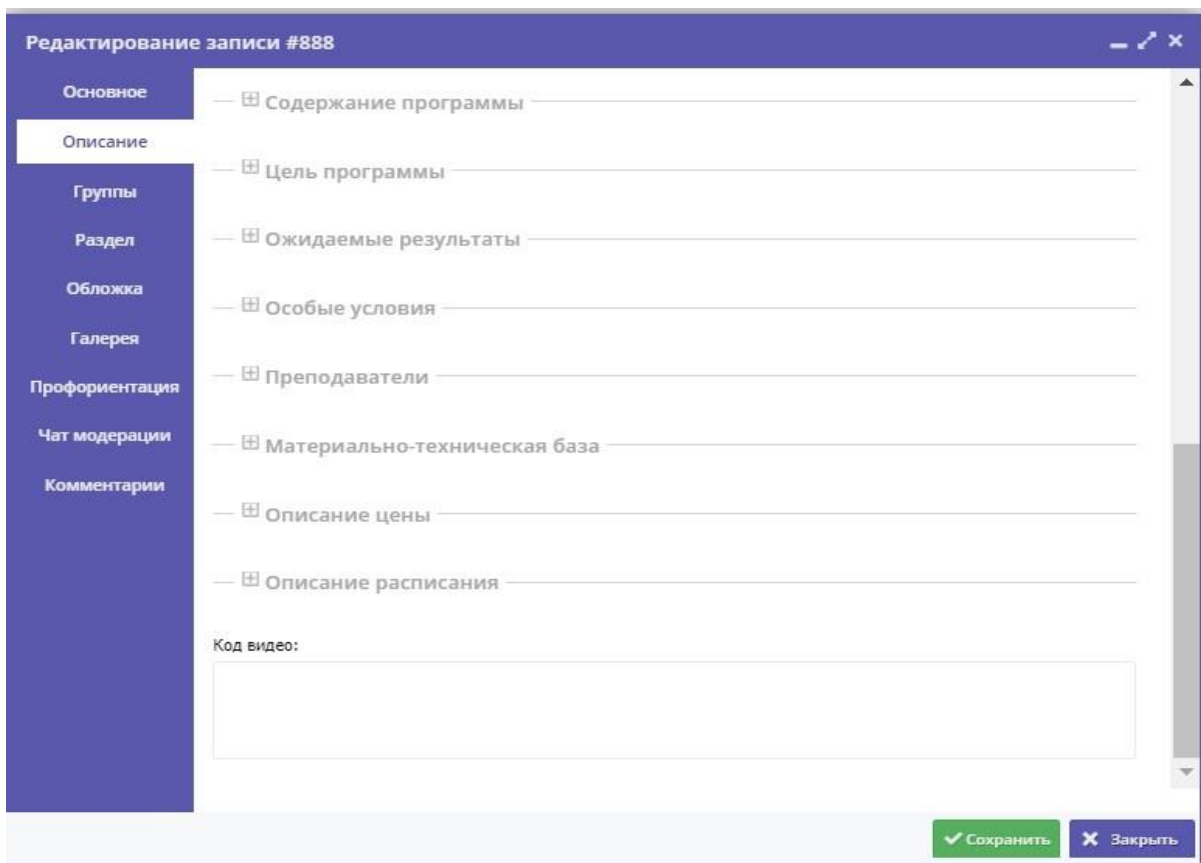 Редактирование записи #888
Основное
Описание
Группы
Раздел
Обложка
Галерея
Профориентация
Чат модерации
Комментарии
Содержание программы
Цель программы
Ожидаемые результаты
Особые условия
Преподаватели
Материально-техническая база
Описание цены
Описание расписания
Код видео:
Сохранить
Закрыть